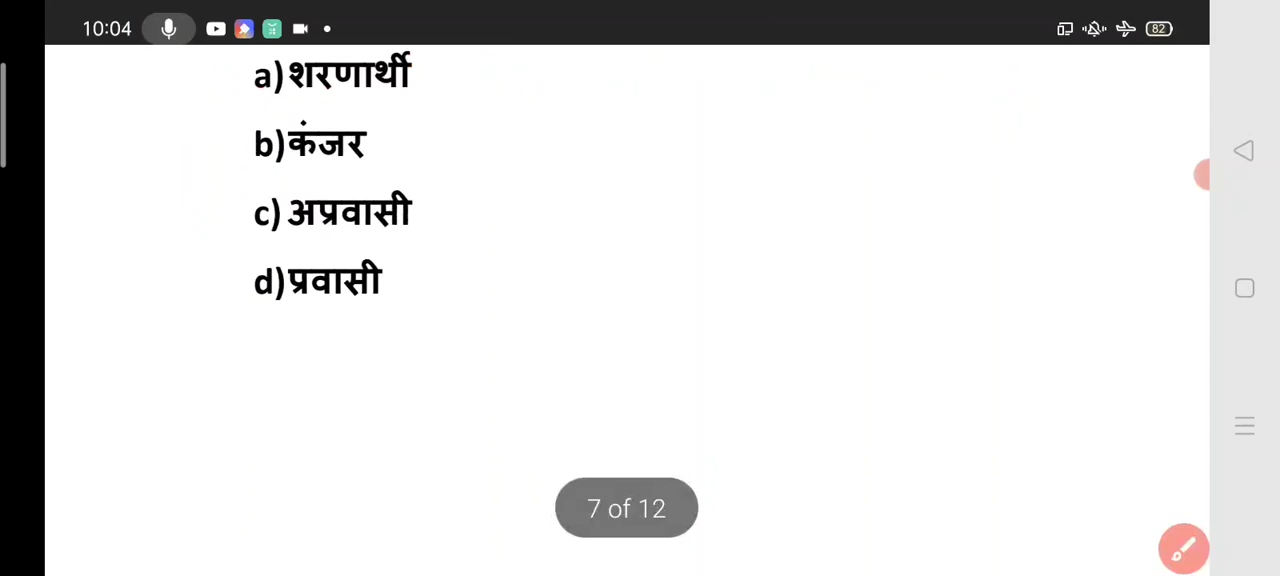 10:04
82
a)शरणार्थी
b)कंजर
c) अप्रवासी
d)प्रवासी
7 of 12